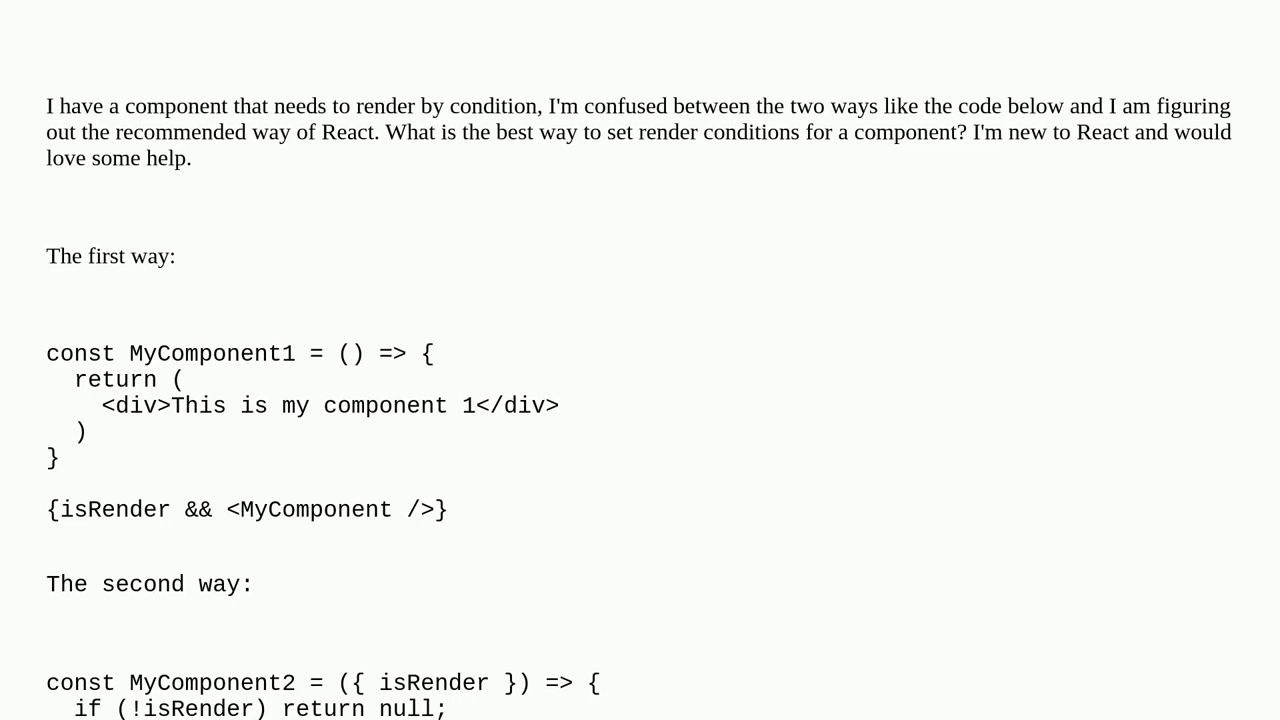 I have a component that needs to render by condition, I'm confused between the two ways like the code below and I am figuring
out the recommended way of React. What is the best way to set render conditions for a component? I'm new to React and would
love some help.
The first way:
const MyComponent1 = () => {
  return (
    <div>This is my component 1</div>
  )
}
{isRender && <MyComponent />}
The second way:
const MyComponent2 = ({ isRender }) => {
  if (!isRender) return null;